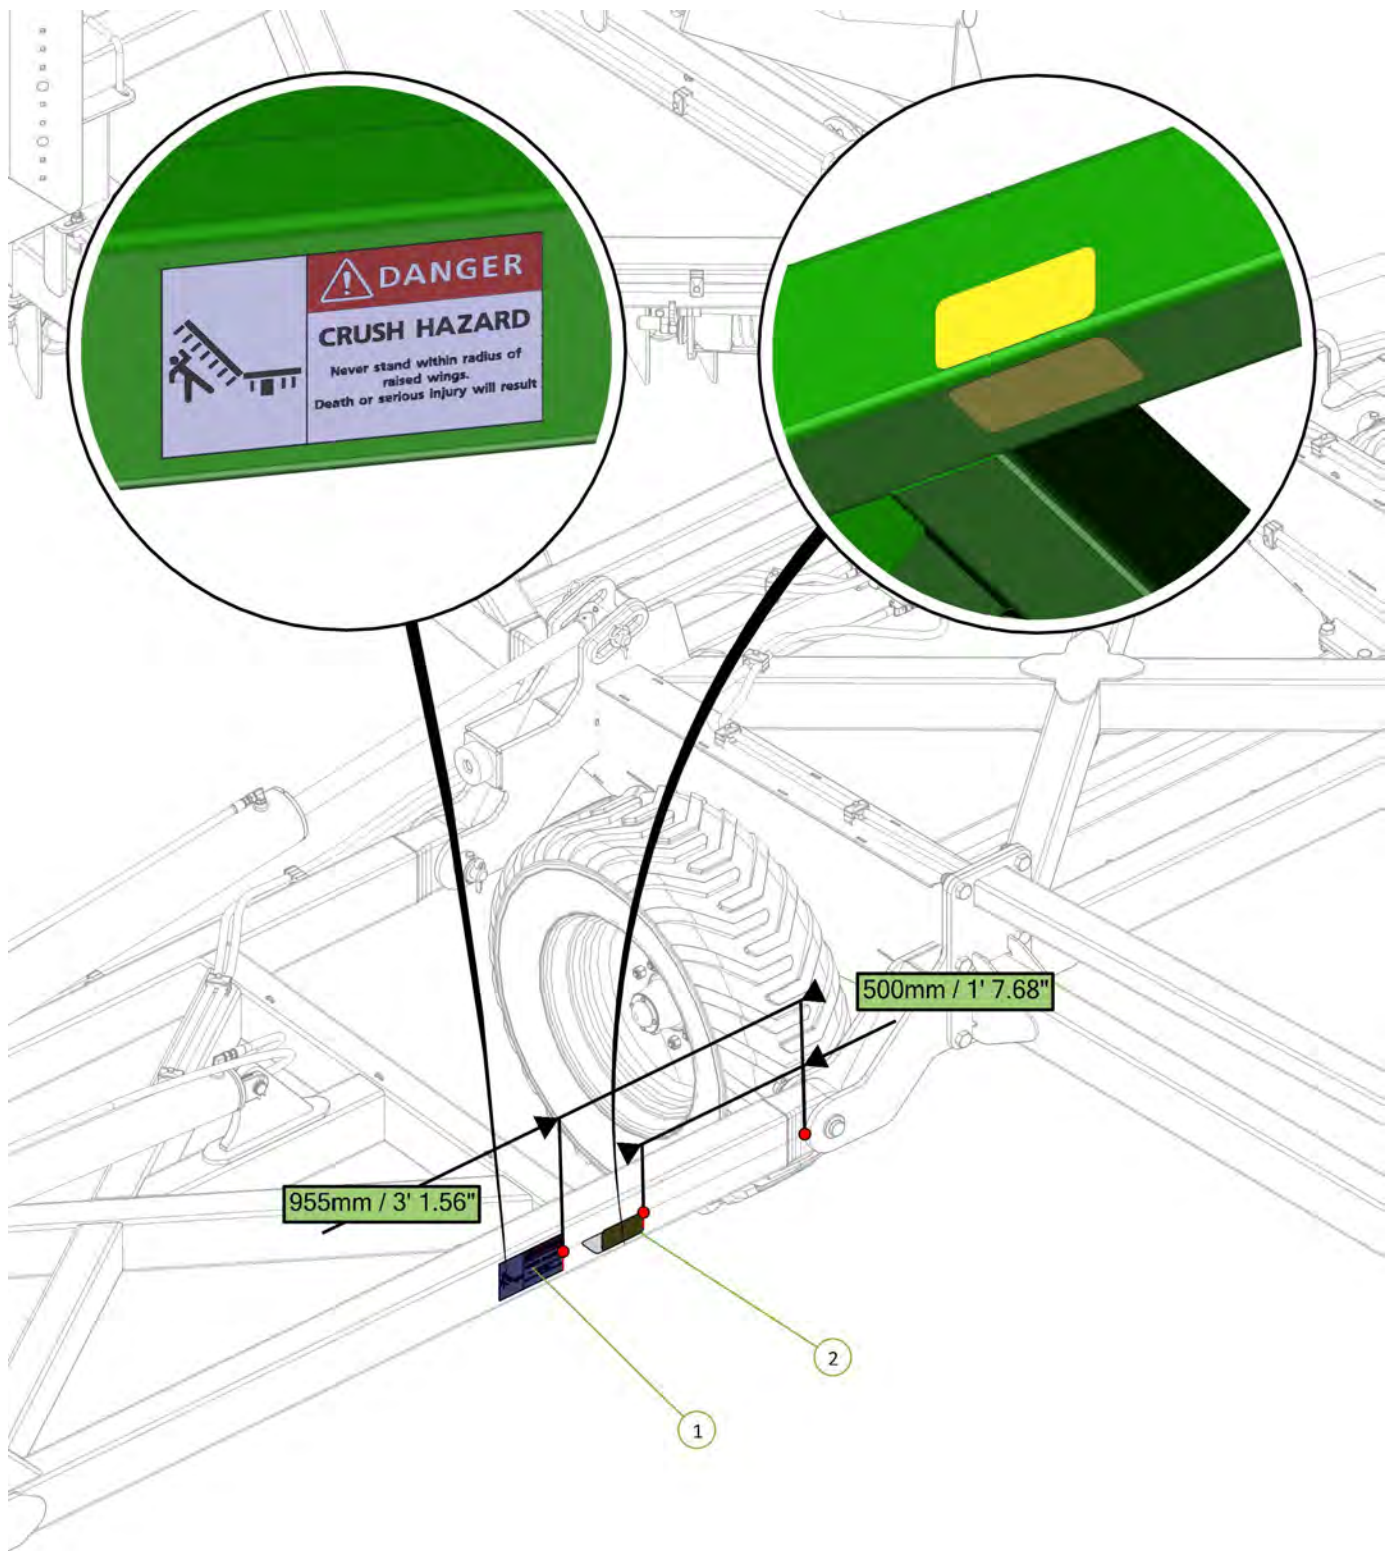 DANGER
CRUSH HAZARD
Never stand within radius of
raised wings.
Death or serious injury will result
500mm / 1' 7.68"
955mm / 3' 1.56"
2
1